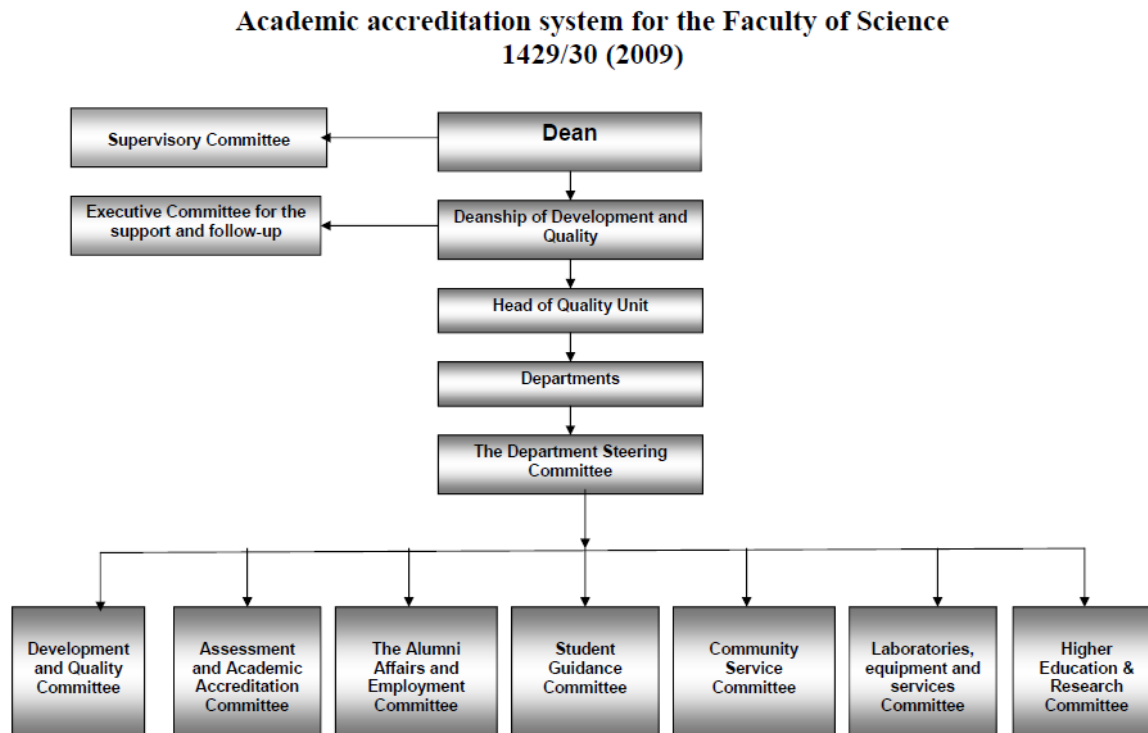 Academic accreditation system for the Faculty of Science
1429/30 (2009)
Supervisory Committee
Dean
Executive Committee for the
support and follow-up
Deanship of Development and
Quality
Head of Quality Unit
Departments
The Department Steering
Committee
Development
and Quality
Committee
Assessment
and Academic
Accreditation
Committee
The Alumni
Affairs and
Employment
Committee
Student
Guidance
Committee
Community
Service
Committee
Laboratories,
equipment and
services
Committee
Higher
Education &
Research
Committee